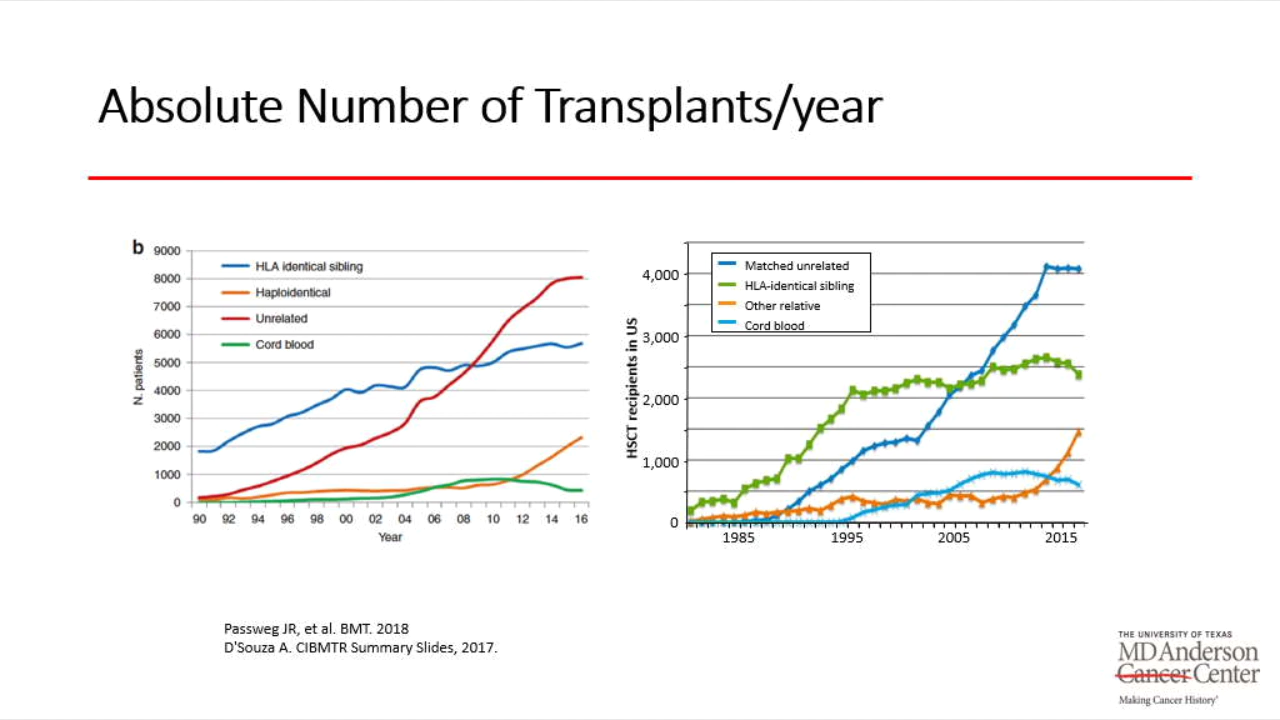 Absolute Number of Transplants/year
b
9000
8000
7000
6000
5000
4000
3000
2000
1000
0
N. patients
HLA identical sibling
Haploidentical
Unrelated
Cord blood
90 92 94 96 98 00 02 04 06 08 10 12 14 16
Year
HSCT recipients in US
4,000
3,000
2,000
1,000
0
Matched unrelated
HLA-identical sibling
Other relative
Cord blood
1985 1995 2005 2015
Passweg JR, et al. BMT. 2018
D'Souza A. CIBMTR Summary Slides, 2017.
THE UNIVERSITY OF TEXAS
MD Anderson
Cancer Center
Making Cancer History®